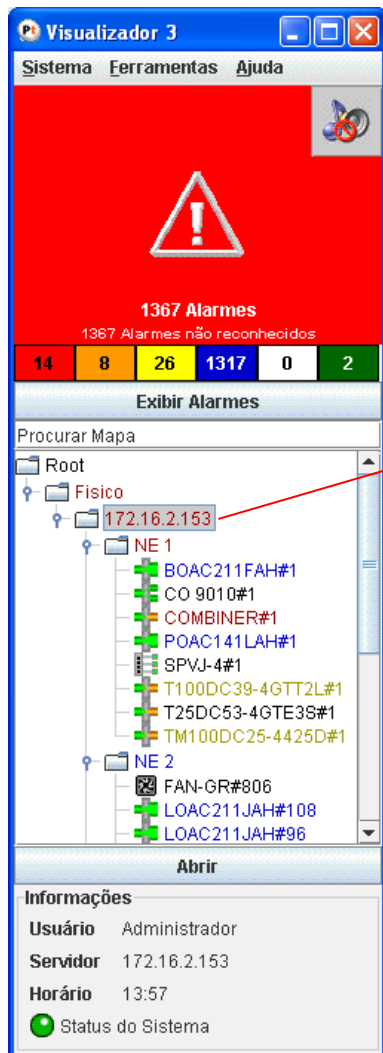 Pt Visualizador 3
Sistema Ferramentas Ajuda
1367 Alarmes
1367 Alarmes não reconhecidos
14 8 26 1317 0 2
Exibir Alarmes
Procurar Mapa
Root
Fisico
172.16.2.153
NE 1
BOAC211FAH#1
CO 9010#1
COMBINER#1
POAC141LAH#1
SPVJ-4#1
T100DC39-4GTT2L#1
T25DC53-4GTE3S#1
TM100DC25-4425D#1
NE 2
FAN-GR#806
LOAC211JAH#108
LOAC211JAH#96
Abrir
Informações
Usuário Administrador
Servidor 172.16.2.153
Horário 13:57
Status do Sistema